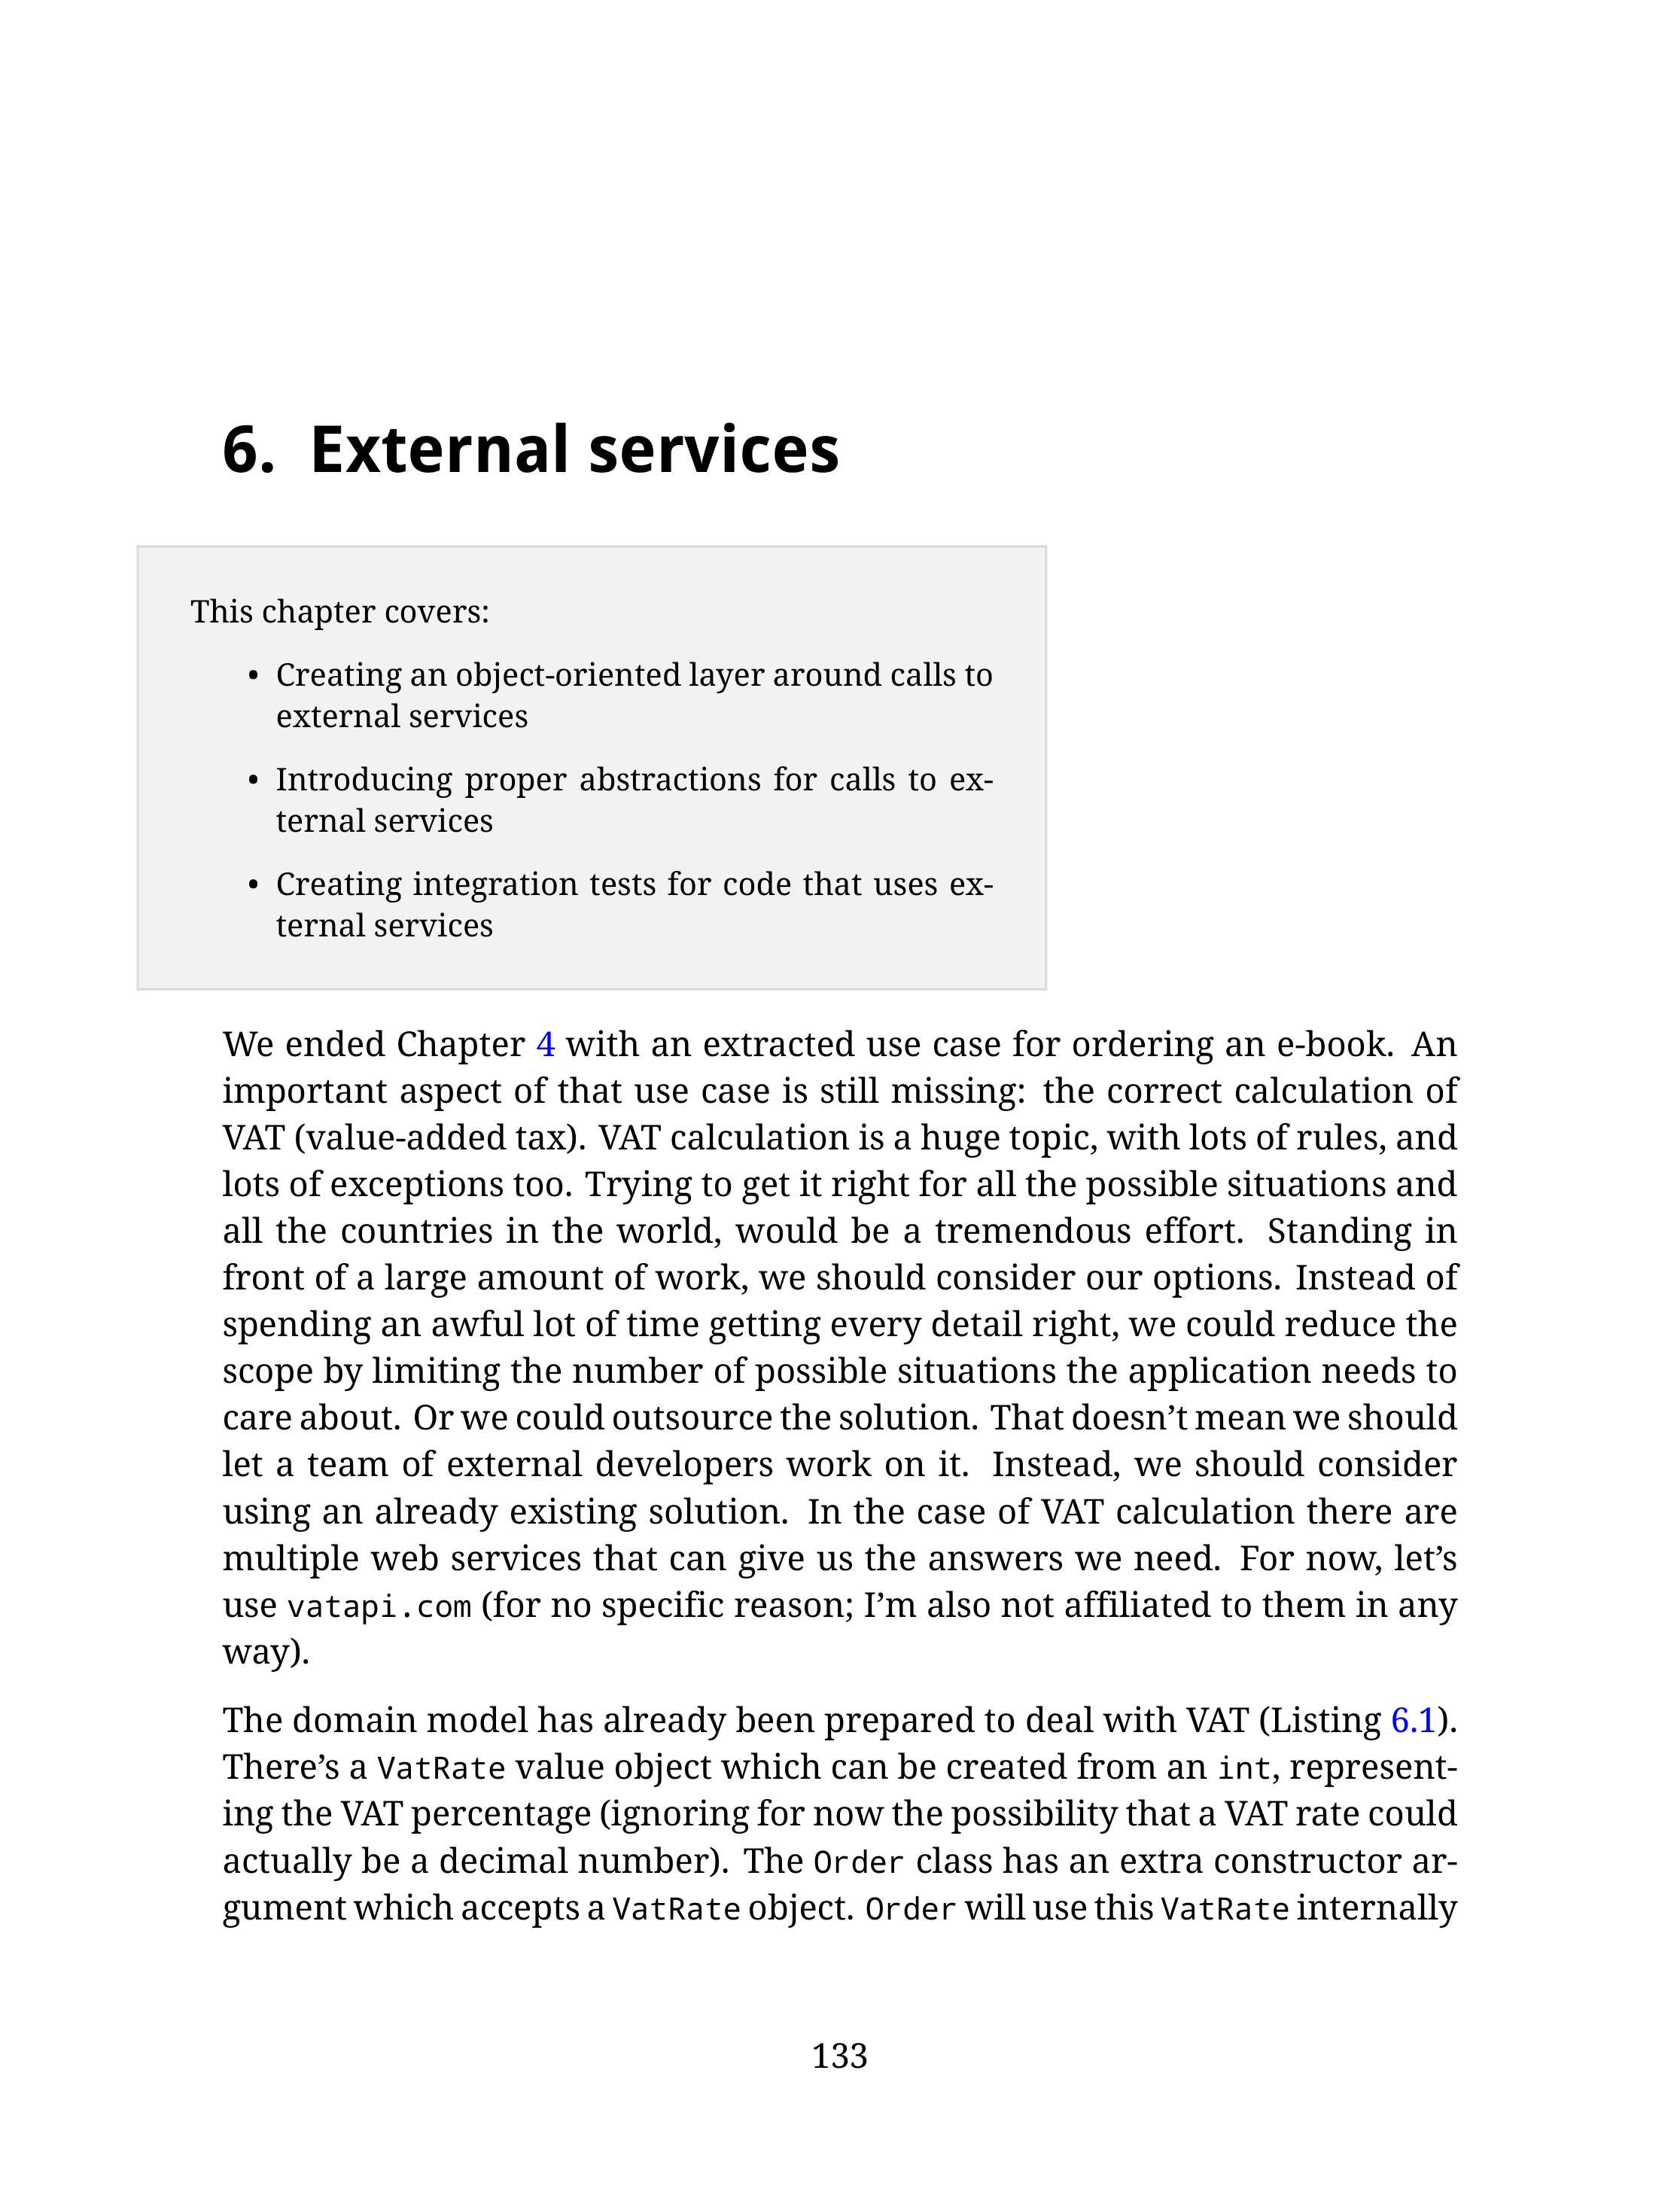 6. External services
This chapter covers:
• Creating an object-oriented layer around calls to
external services
• Introducing proper abstractions for calls to ex-
ternal services
• Creating integration tests for code that uses ex-
ternal services
We ended Chapter 4 with an extracted use case for ordering an e-book. An
important aspect of that use case is still missing: the correct calculation of
VAT (value-added tax). VAT calculation is a huge topic, with lots of rules, and
lots of exceptions too. Trying to get it right for all the possible situations and
all the countries in the world, would be a tremendous effort. Standing in
front of a large amount of work, we should consider our options. Instead of
spending an awful lot of time getting every detail right, we could reduce the
scope by limiting the number of possible situations the application needs to
care about. Or we could outsource the solution. That doesn’t mean we should
let a team of external developers work on it. Instead, we should consider
using an already existing solution. In the case of VAT calculation there are
multiple web services that can give us the answers we need. For now, let’s
use vatapi.com (for no specific reason; I’m also not affiliated to them in any
way).
The domain model has already been prepared to deal with VAT (Listing 6.1).
There’s a VatRate value object which can be created from an int, represent-
ing the VAT percentage (ignoring for now the possibility that a VAT rate could
actually be a decimal number). The Order class has an extra constructor ar-
gument which accepts a VatRate object. Order will use this VatRate internally
133